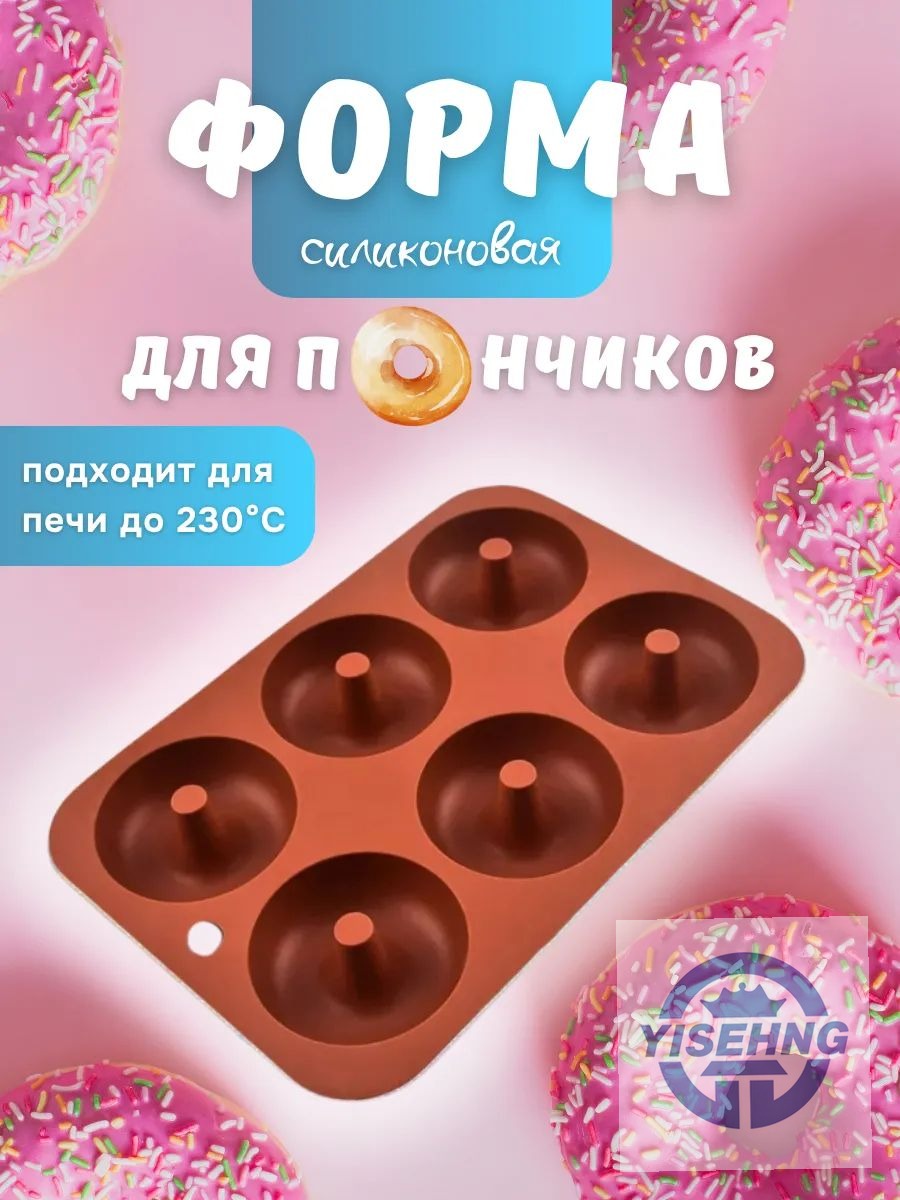 ФОРМА
силиконовая
ДЛЯ ПОНЧИКОВ
подходит для
печи до 230°C
YISEHNG